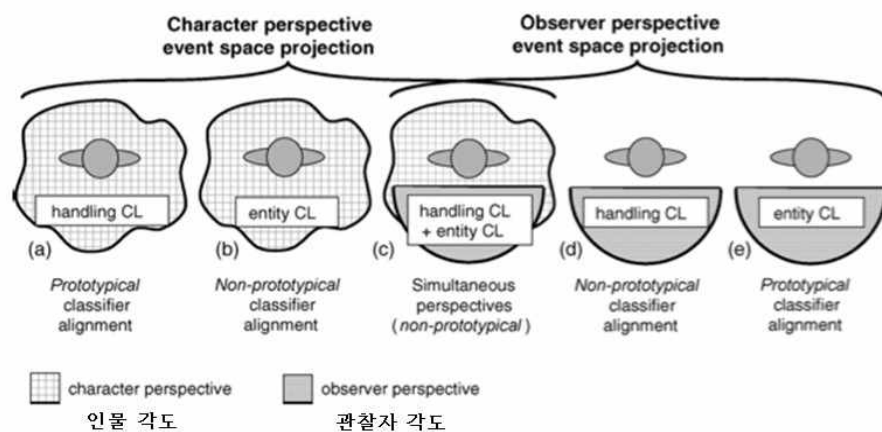 Character perspective
event space projection
Observer perspective
event space projection
handling CL
entity CL
handling CL
+ entity CL
handling CL
entity CL
(a)
(b)
(c)
(d)
(e)
Prototypical
classifier
alignment
Non-prototypical
classifier
alignment
Simultaneous
perspectives
(non-prototypical)
Non-prototypical
classifier
alignment
Prototypical
classifier
alignment
character perspective
인물 각도
observer perspective
관찰자 각도